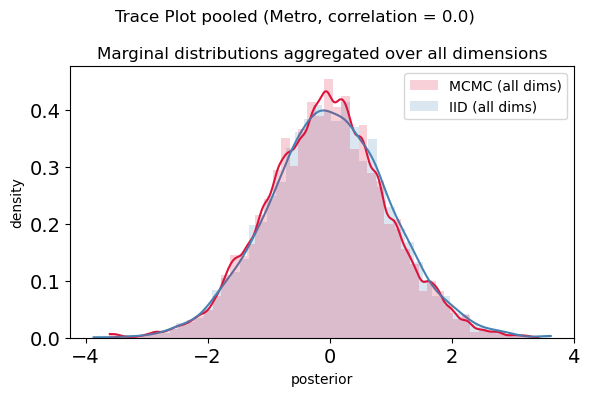 Trace Plot pooled (Metro, correlation = 0.0)
Marginal distributions aggregated over all dimensions
MCMC (all dims)
IID (all dims)
density
0.4
0.3
0.2
0.1
0.0
−4
−2
0
2
4
posterior